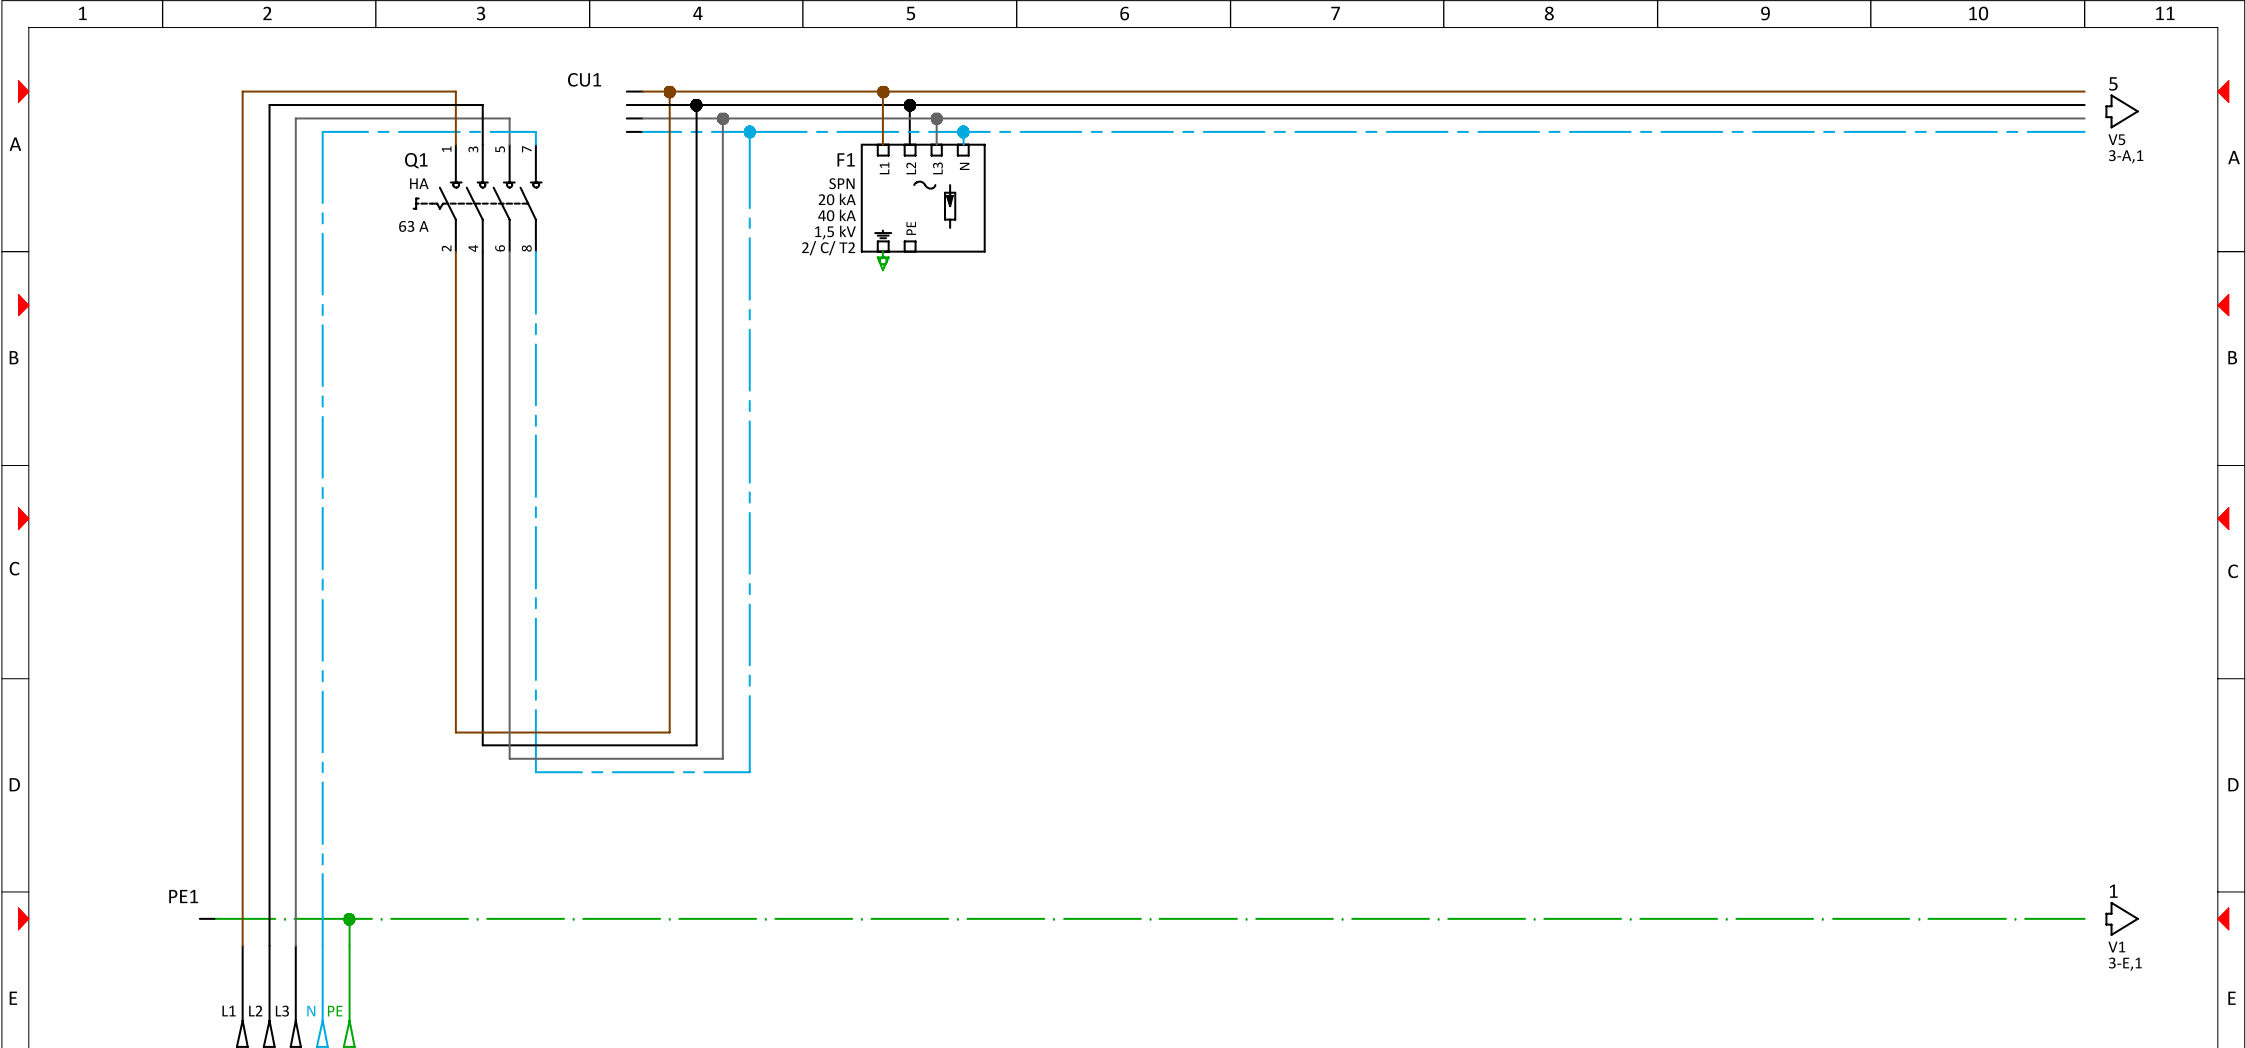 1 2 3 4 5 6 7 8 9 10 11
CU1
5
V5
3-A,1
A
A
Q1
HA
63 A
1 3 5 7
2 4 6 8
F1
SPN
20 kA
40 kA
1,5 kV
2/ C/ T2
L1 L2 L3 N
PE
B
B
C
C
D
D
PE1
1
V1
3-E,1
E
E
L1 L2 L3 N PE